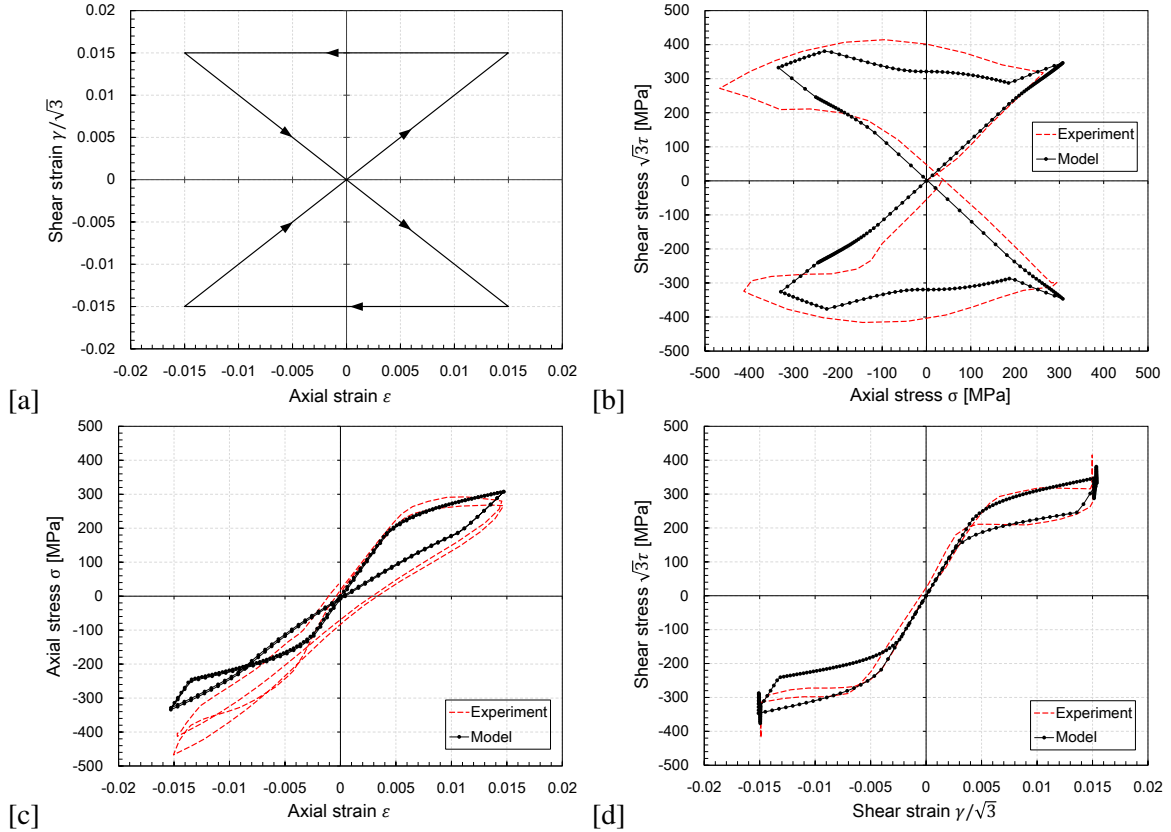 0.02
0.015
0.01
0.005
0
-0.005
-0.01
-0.015
-0.02
-0.02 -0.015 -0.01 -0.005 0 0.005 0.01 0.015 0.02
Shear strain γ/√3
Axial strain ε
[a]
500
400
300
200
100
0
-100
-200
-300
-400
-500
-500 -400 -300 -200 -100 0 100 200 300 400 500
Shear stress √3τ [MPa]
Axial stress σ [MPa]
Experiment
Model
[b]
500
400
300
200
100
0
-100
-200
-300
-400
-500
-0.02 -0.015 -0.01 -0.005 0 0.005 0.01 0.015 0.02
Axial stress σ [MPa]
Axial strain ε
Experiment
Model
[c]
500
400
300
200
100
0
-100
-200
-300
-400
-500
-0.02 -0.015 -0.01 -0.005 0 0.005 0.01 0.015 0.02
Shear stress √3τ [MPa]
Shear strain γ/√3
Experiment
Model
[d]